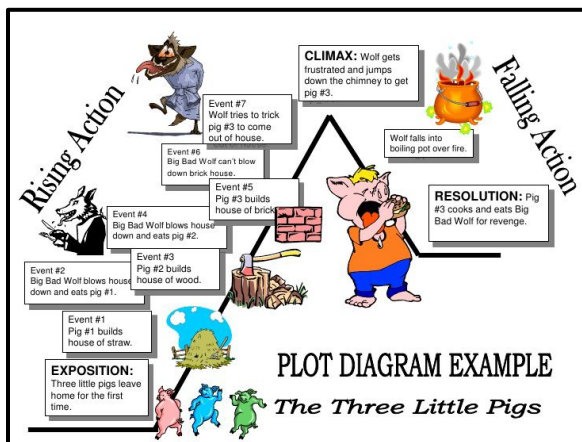 Rising Action
CLIMAX: Wolf gets
frustrated and jumps
down the chimney to get
pig #3.
Falling Action
Event #7
Wolf tries to trick
pig #3 to come
out of house.
Wolf falls into
boiling pot over fire.
Event #6
Big Bad Wolf can't blow
down brick house.
Event #5
Pig #3 builds
house of brick
RESOLUTION: Pig
#3 cooks and eats Big
Bad Wolf for revenge.
Event #4
Big Bad Wolf blows house
down and eats pig #2.
Event #3
Pig #2 builds
house of wood.
Event #2
Big Bad Wolf blows house
down and eats pig #1.
Event #1
Pig #1 builds
house of straw.
EXPOSITION:
Three little pigs leave
home for the first
time.
PLOT DIAGRAM EXAMPLE
The Three Little Pigs